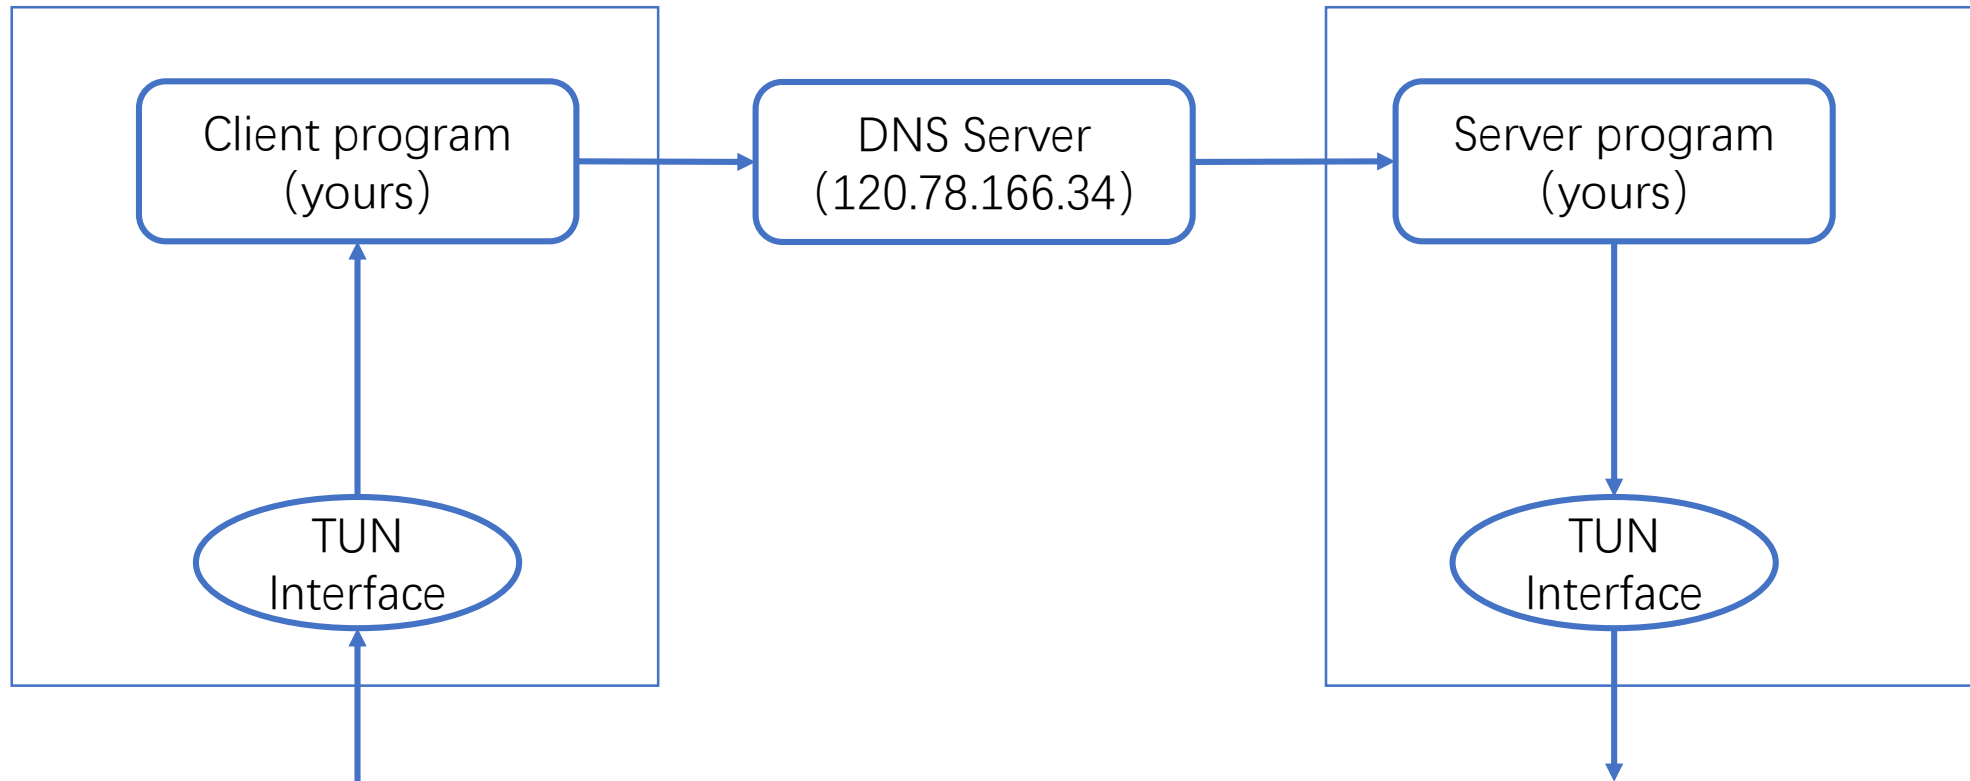 Client program
(yours)
DNS Server
(120.78.166.34)
Server program
(yours)
TUN
Interface
TUN
Interface